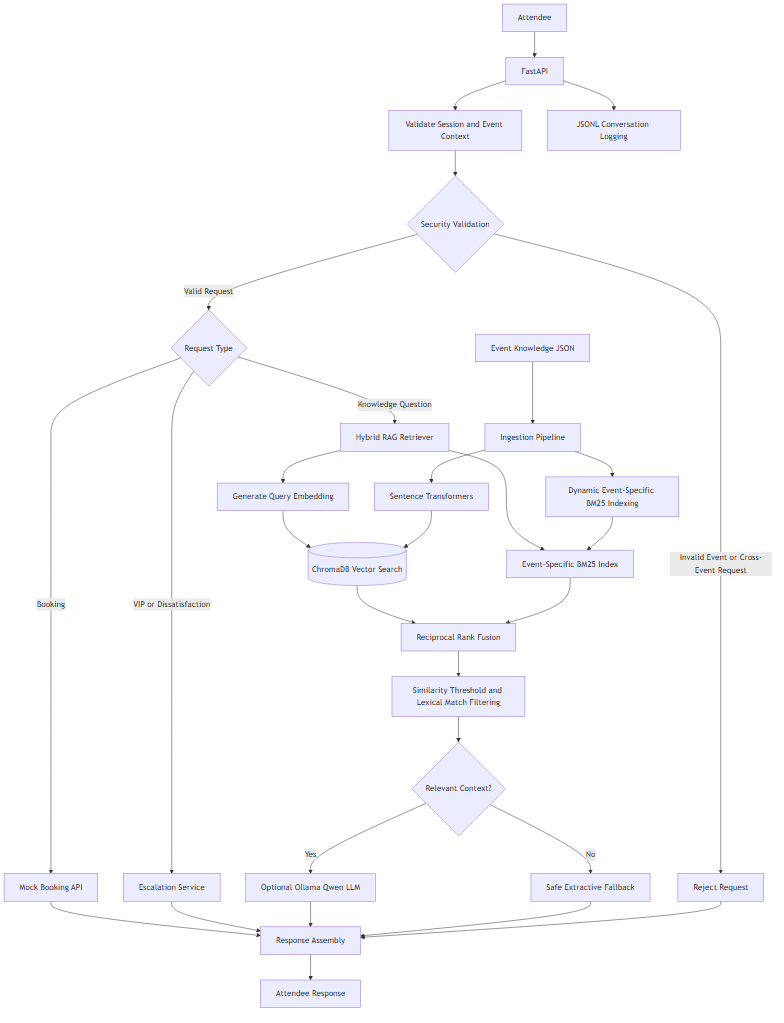 Attendee
FastAPI
Validate Session and Event
Context
JSONL Conversation
Logging
Security Validation
Valid Request
Request Type
Event Knowledge JSON
Knowledge Question
Hybrid RAG Retriever
Ingestion Pipeline
Generate Query Embedding
Sentence Transformers
Dynamic Event-Specific
BM25 Indexing
ChromaDB Vector Search
Event-Specific BM25 Index
Invalid Event or Cross-
Event Request
Booking
VIP or Dissatisfaction
Reciprocal Rank Fusion
Similarity Threshold and
Lexical Match Filtering
Relevant Context?
Yes
No
Mock Booking API
Escalation Service
Optional Ollama Qwen LLM
Safe Extractive Fallback
Reject Request
Response Assembly
Attendee Response